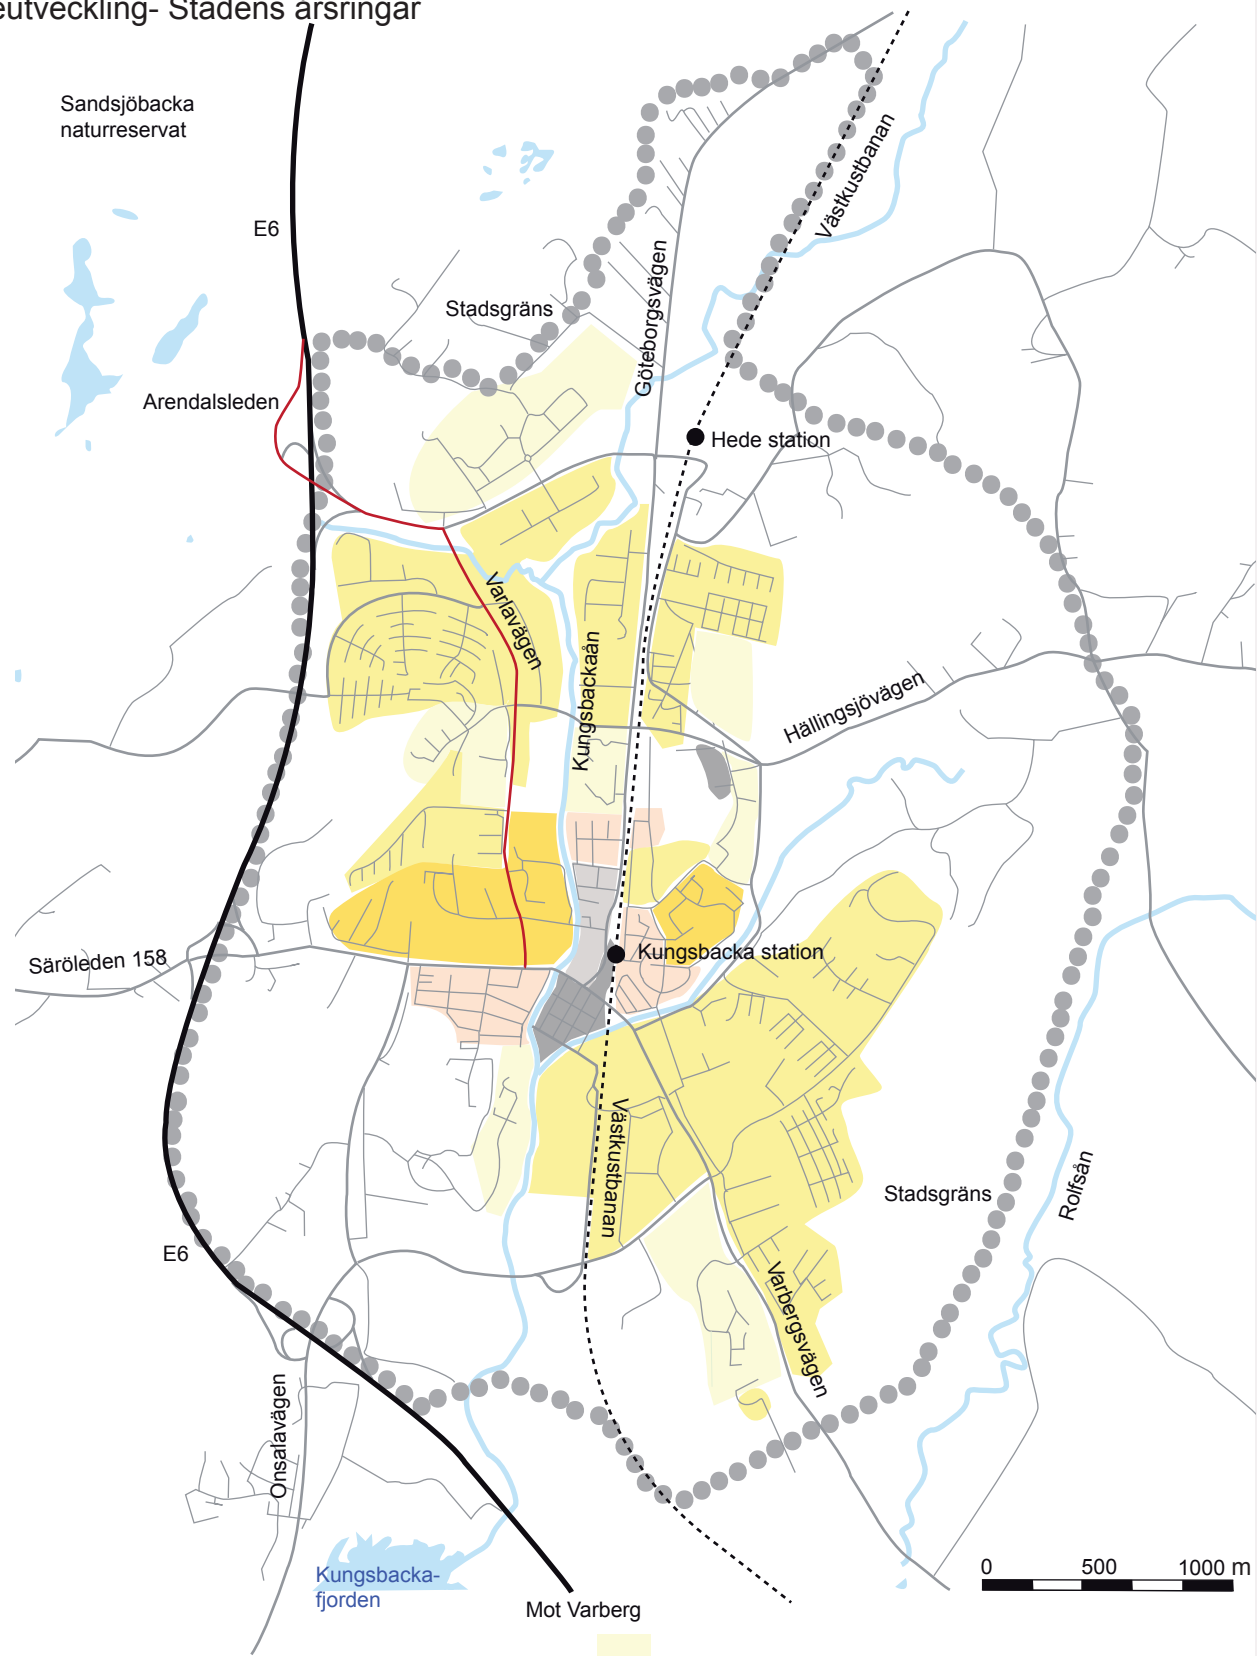 eutveckling- Stadens årsringar
Sandsjöbacka
naturreservat
E6
Västkustbanan
Stadsgräns
Göteborgsvägen
Arendalsleden
Hede station
Varlavägen
Kungsbackaån
Hällingsjövägen
Säröleden 158
Kungsbacka station
Västkustbanan
Stadsgräns
Rolfsån
E6
Varbergsvägen
Onsalavägen
0 500 1000 m
Kungsbacka-
fjorden
Mot Varberg